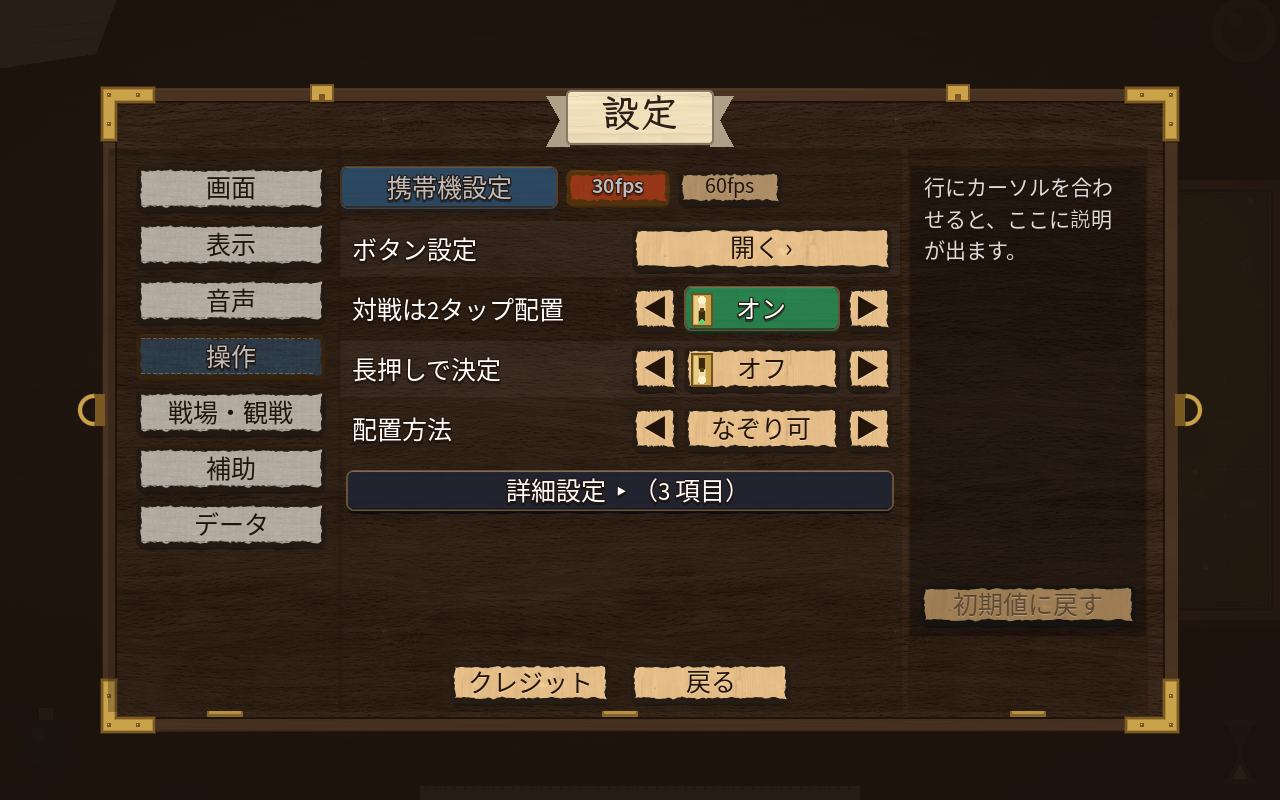 設定
画面
表示
音声
操作
戦場・観戦
補助
データ
携帯機設定
30fps
60fps
ボタン設定
開く ›
対戦は2タップ配置
◀ オン ▶
長押しで決定
◀ オフ ▶
配置方法
◀ なぞり可 ▶
詳細設定 ▸ （3 項目）
行にカーソルを合わ
せると、ここに説明
が出ます。
初期値に戻す
クレジット
戻る